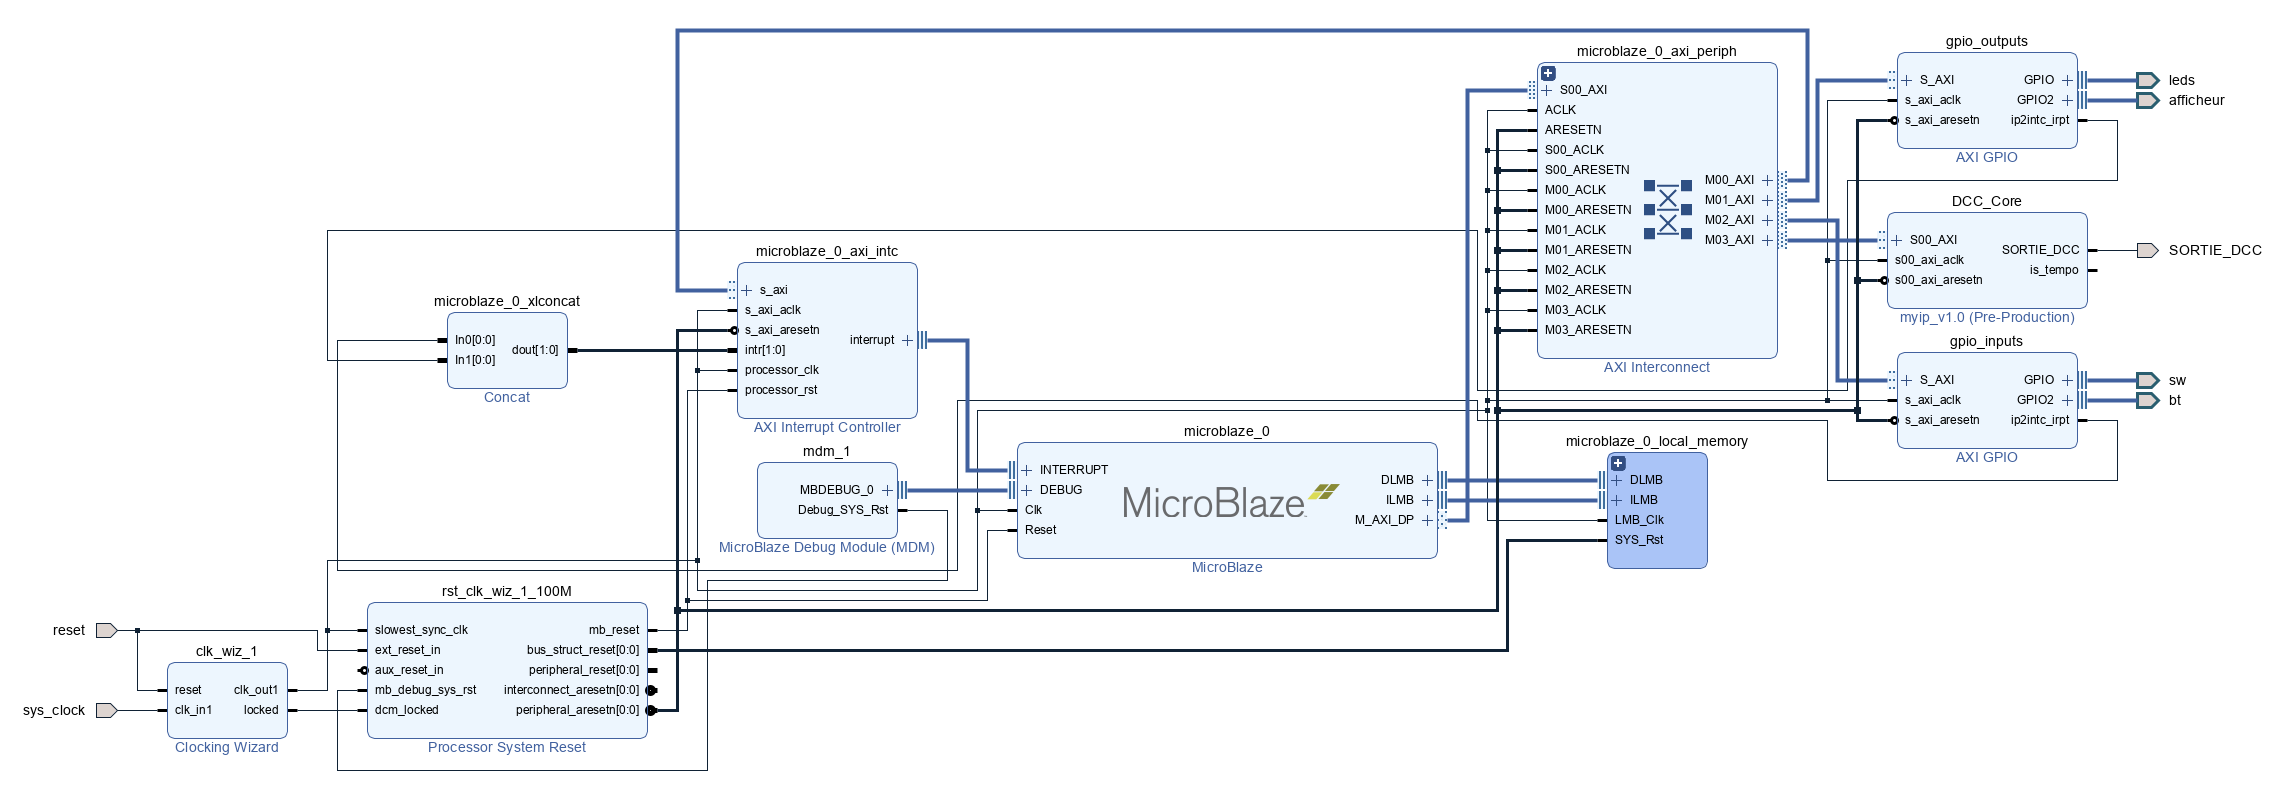 reset
sys_clock
clk_wiz_1
reset
clk_in1
clk_out1
locked
Clocking Wizard
rst_clk_wiz_1_100M
slowest_sync_clk
ext_reset_in
aux_reset_in
mb_debug_sys_rst
dcm_locked
mb_reset
bus_struct_reset[0:0]
peripheral_reset[0:0]
interconnect_aresetn[0:0]
peripheral_aresetn[0:0]
Processor System Reset
microblaze_0_xlconcat
In0[0:0]
In1[0:0]
dout[1:0]
Concat
microblaze_0_axi_intc
s_axi
s_axi_aclk
s_axi_aresetn
intr[1:0]
processor_clk
processor_rst
interrupt
AXI Interrupt Controller
mdm_1
MBDEBUG_0
Debug_SYS_Rst
MicroBlaze Debug Module (MDM)
microblaze_0
INTERRUPT
DEBUG
Clk
Reset
MicroBlaze
DLMB
ILMB
M_AXI_DP
MicroBlaze
microblaze_0_axi_periph
S00_AXI
ACLK
ARESETN
S00_ACLK
S00_ARESETN
M00_ACLK
M00_ARESETN
M01_ACLK
M01_ARESETN
M02_ACLK
M02_ARESETN
M03_ACLK
M03_ARESETN
M00_AXI
M01_AXI
M02_AXI
M03_AXI
AXI Interconnect
microblaze_0_local_memory
DLMB
ILMB
LMB_Clk
SYS_Rst
gpio_outputs
S_AXI
s_axi_aclk
s_axi_aresetn
GPIO
GPIO2
ip2intc_irpt
AXI GPIO
leds
afficheur
DCC_Core
S00_AXI
s00_axi_aclk
s00_axi_aresetn
SORTIE_DCC
is_tempo
myip_v1.0 (Pre-Production)
SORTIE_DCC
gpio_inputs
S_AXI
s_axi_aclk
s_axi_aresetn
GPIO
GPIO2
ip2intc_irpt
AXI GPIO
sw
bt